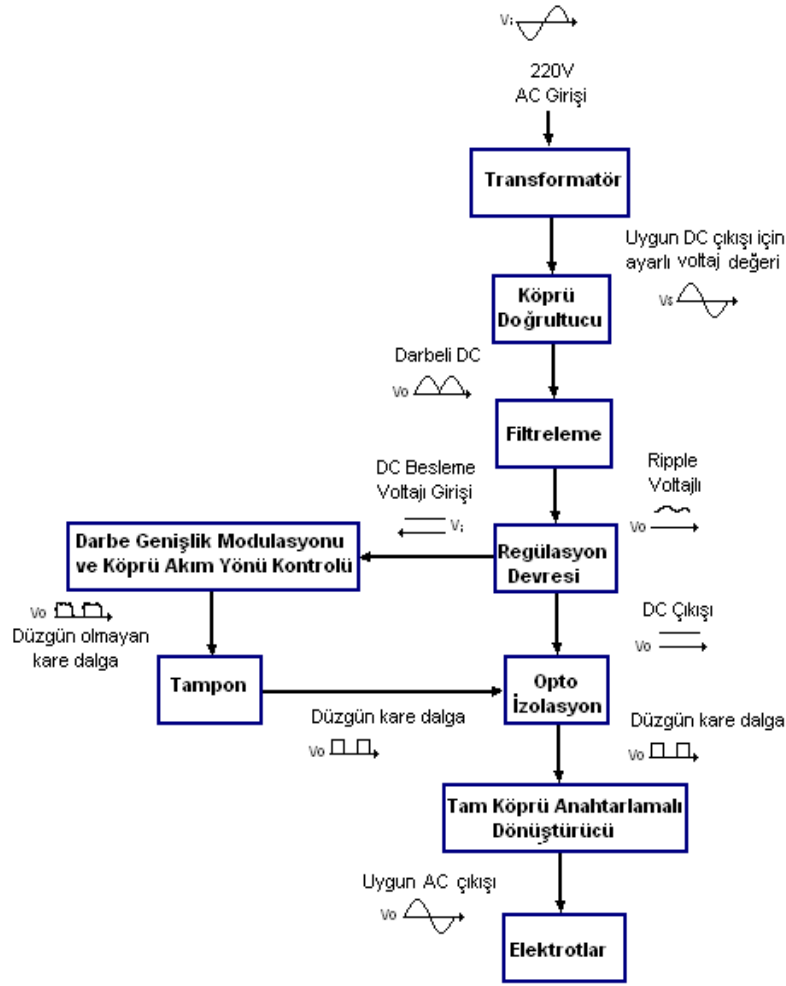 Vi
220V
AC Girişi
Transformatör
Uygun DC çıkışı için
ayarlı voltaj değeri
Vs
Köprü
Doğrultucu
Darbeli DC
Vo
Filtreleme
DC Besleme
Voltajı Girişi
Vi
Ripple
Voltajlı
Vo
Darbe Genişlik Modulasyonu
ve Köprü Akım Yönü Kontrolü
Regülasyon
Devresi
Vo
Düzgün olmayan
kare dalga
DC Çıkışı
Vo
Tampon
Opto
İzolasyon
Düzgün kare dalga
Vo
Düzgün kare dalga
Vo
Tam Köprü Anahtarlamalı
Dönüştürücü
Uygun AC çıkışı
Vo
Elektrotlar